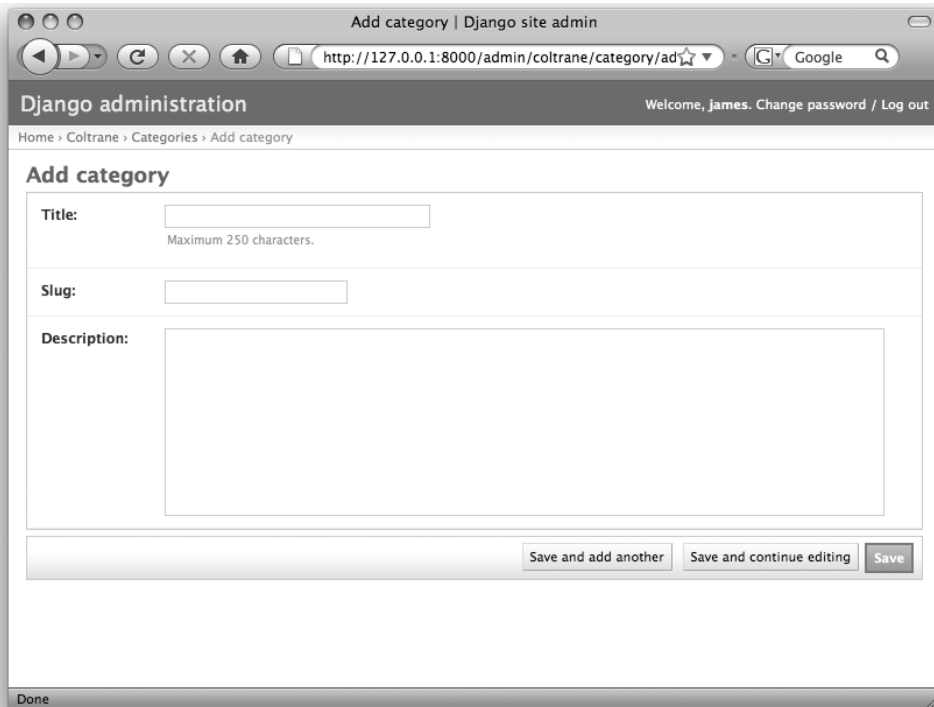 Add category | Django site admin
http://127.0.0.1:8000/admin/coltrane/category/ad
G Google
Django administration
Welcome, james. Change password / Log out
Home › Coltrane › Categories › Add category
Add category
Title:
Maximum 250 characters.
Slug:
Description:
Save and add another Save and continue editing Save
Done